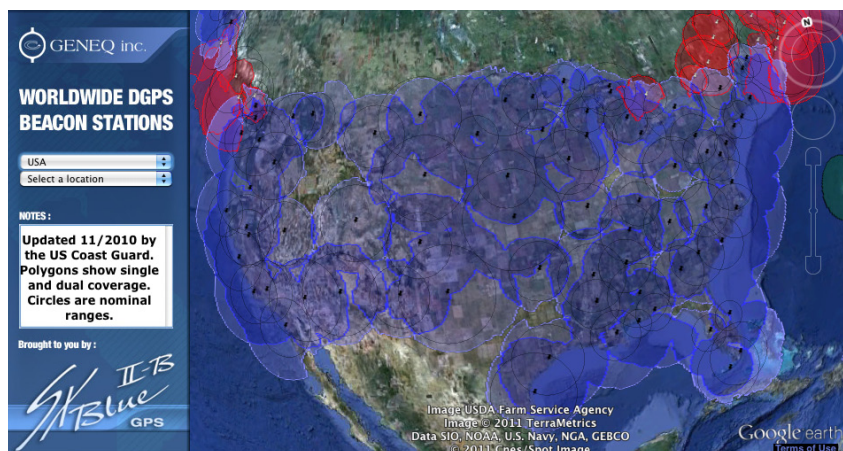 GENEQ inc.
WORLDWIDE DGPS
BEACON STATIONS
USA
Select a location
NOTES :
Updated 11/2010 by
the US Coast Guard.
Polygons show single
and dual coverage.
Circles are nominal
ranges.
Brought to you by :
SXBlue II-B
GPS
N
Image USDA Farm Service Agency
Image © 2011 TerraMetrics
Data SIO, NOAA, U.S. Navy, NGA, GEBCO
© 2011 Cnes/Spot Image
Google earth
Terms of Use